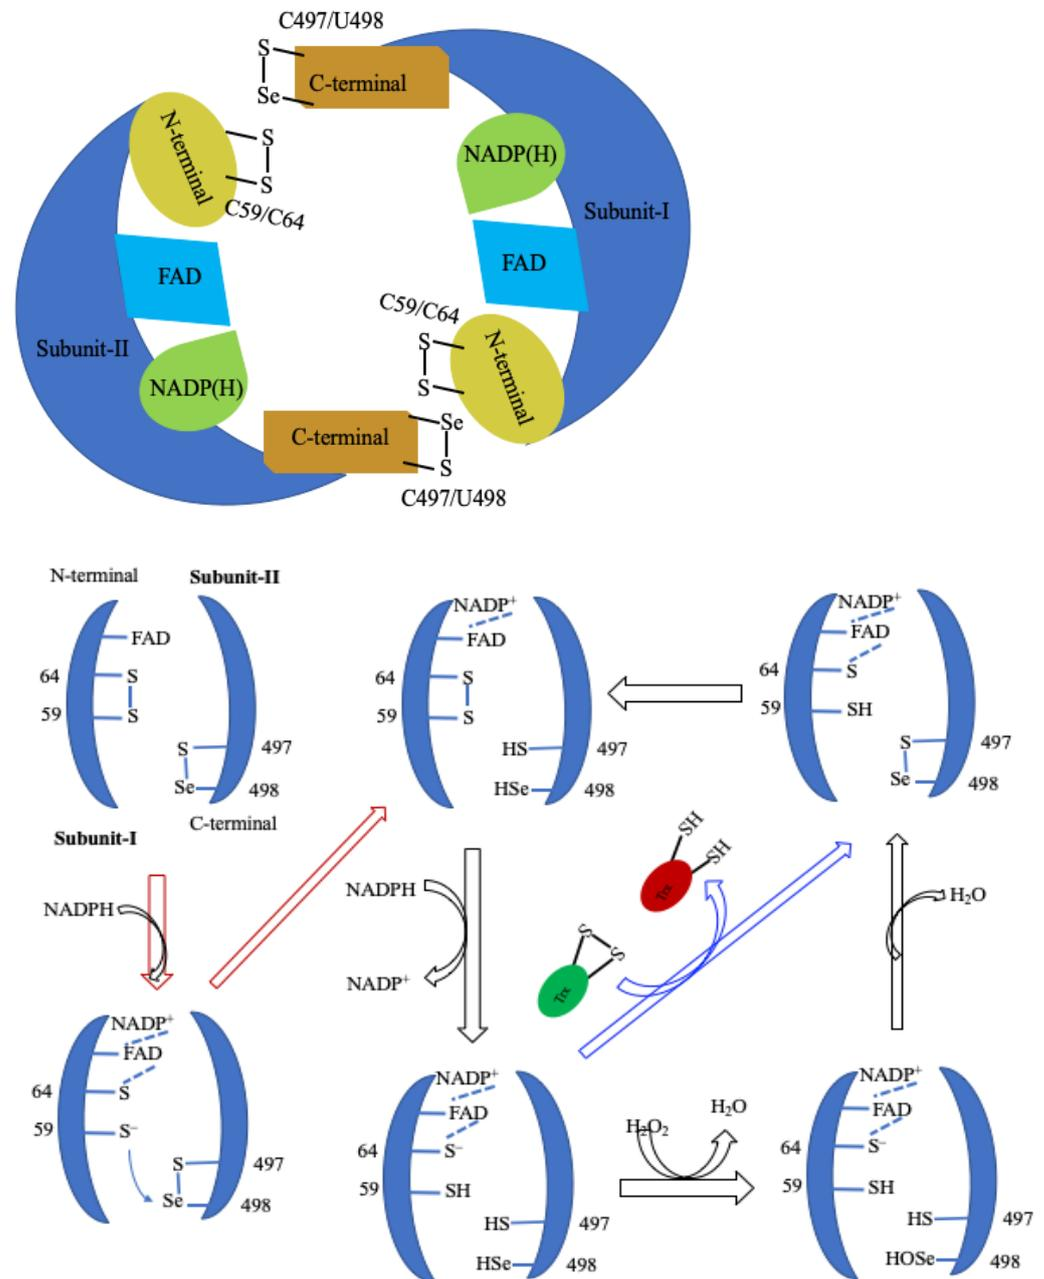 C497/U498
S
C-terminal
Se
N-terminal
S
S
C59/C64
NADP(H)
Subunit-I
FAD
FAD
C59/C64
S
S
N-terminal
Subunit-II
NADP(H)
C-terminal
Se
S
C497/U498
N-terminal
Subunit-II
FAD
64
S
59
S
S
497
Se
498
C-terminal
Subunit-I
NADP⁺
FAD
64
S
59
S
HS
497
HSe
498
NADP⁺
FAD
64
S
59
SH
S
497
Se
498
NADPH
NADPH
NADP⁺
SH
SH
Trx
S
S
Trx
H₂O
NADP⁺
FAD
64
S
59
S⁻
S
497
Se
498
NADP⁺
FAD
64
S⁻
59
SH
HS
497
HSe
498
H₂O₂
H₂O
NADP⁺
FAD
64
S⁻
59
SH
HS
497
HOSe
498